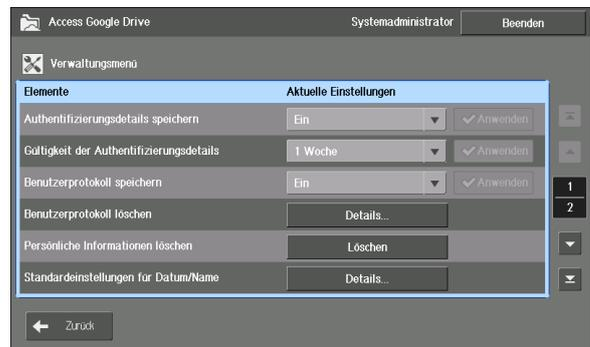 Access Google Drive Systemadministrator Beenden
Verwaltungsmenü
Elemente Aktuelle Einstellungen
Authentifizierungsdetails speichern Ein Anwenden
Gültigkeit der Authentifizierungsdetails 1 Woche Anwenden
Benutzerprotokoll speichern Ein Anwenden
1
Benutzerprotokoll löschen Details... 2
Persönliche Informationen löschen Löschen
Standardeinstellungen für Datum/Name Details...
Zurück